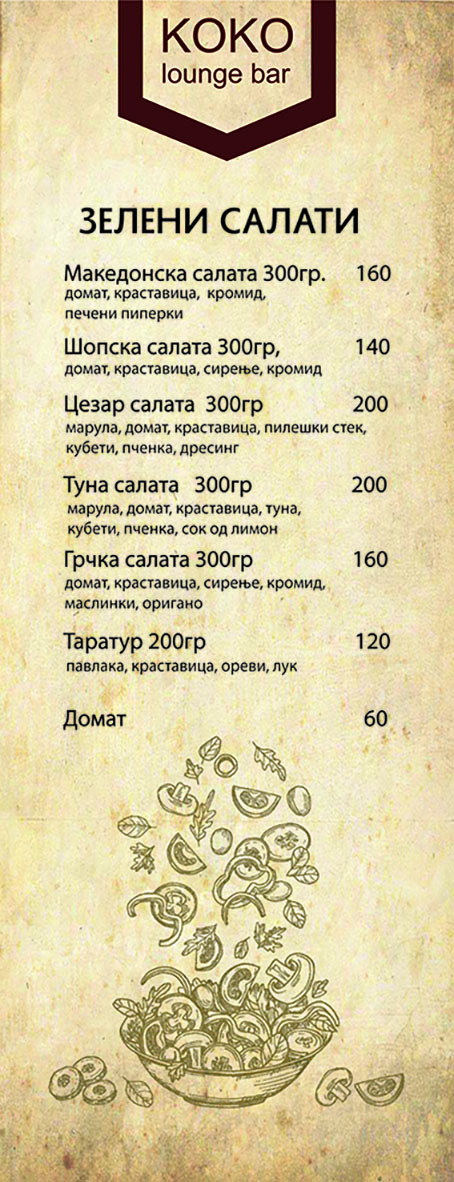 KOKO
lounge bar
ЗЕЛЕНИ САЛАТИ
Македонска салата 300гр. 160
домат, краставица, кромид,
печени пиперки
Шопска салата 300гр, 140
домат, краставица, сирење, кромид
Цезар салата 300гр 200
марула, домат, краставица, пилешки стек,
кубети, пченка, дресинг
Туна салата 300гр 200
марула, домат, краставица, туна,
кубети, пченка, сок од лимон
Грчка салата 300гр 160
домат, краставица, сирење, кромид,
маслинки, оригано
Таратур 200гр 120
павлака, краставица, ореви, лук
Домат 60